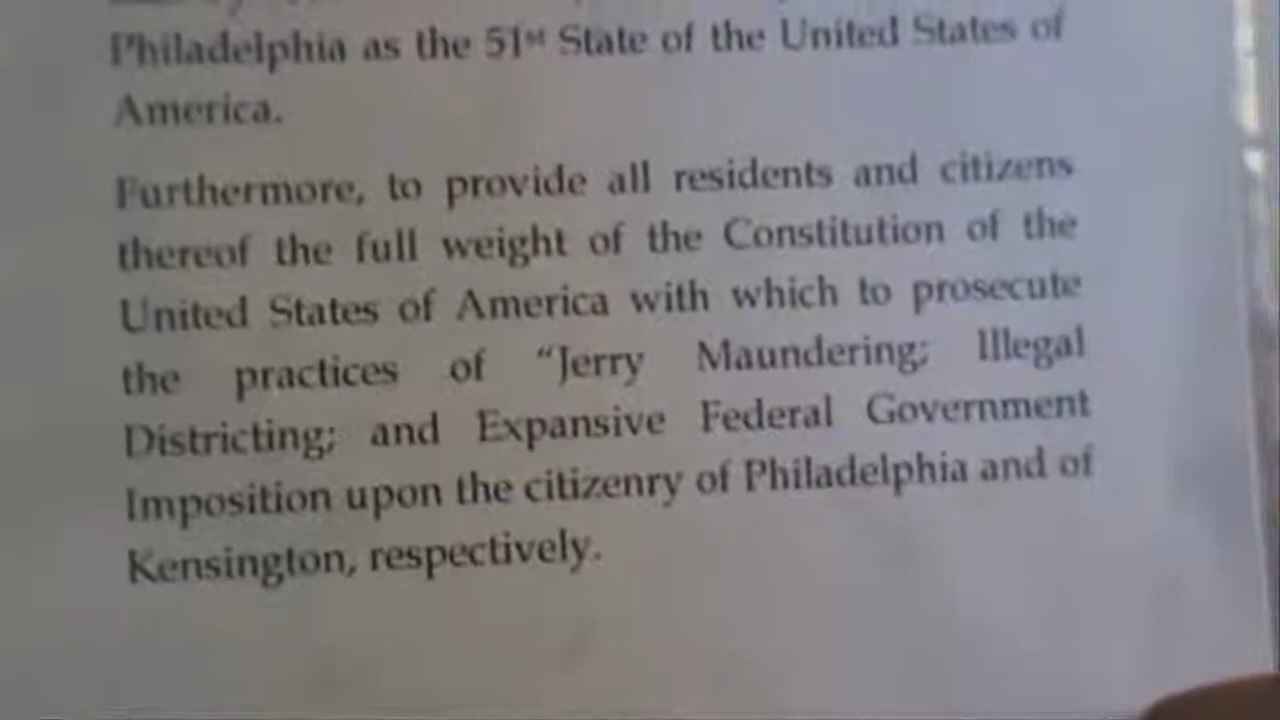 Philadelphia as the 51st State of the United States of
America.
Furthermore, to provide all residents and citizens
thereof the full weight of the Constitution of the
United States of America with which to prosecute
the practices of “Jerry Maundering; Illegal
Districting; and Expansive Federal Government
Imposition upon the citizenry of Philadelphia and of
Kensington, respectively.